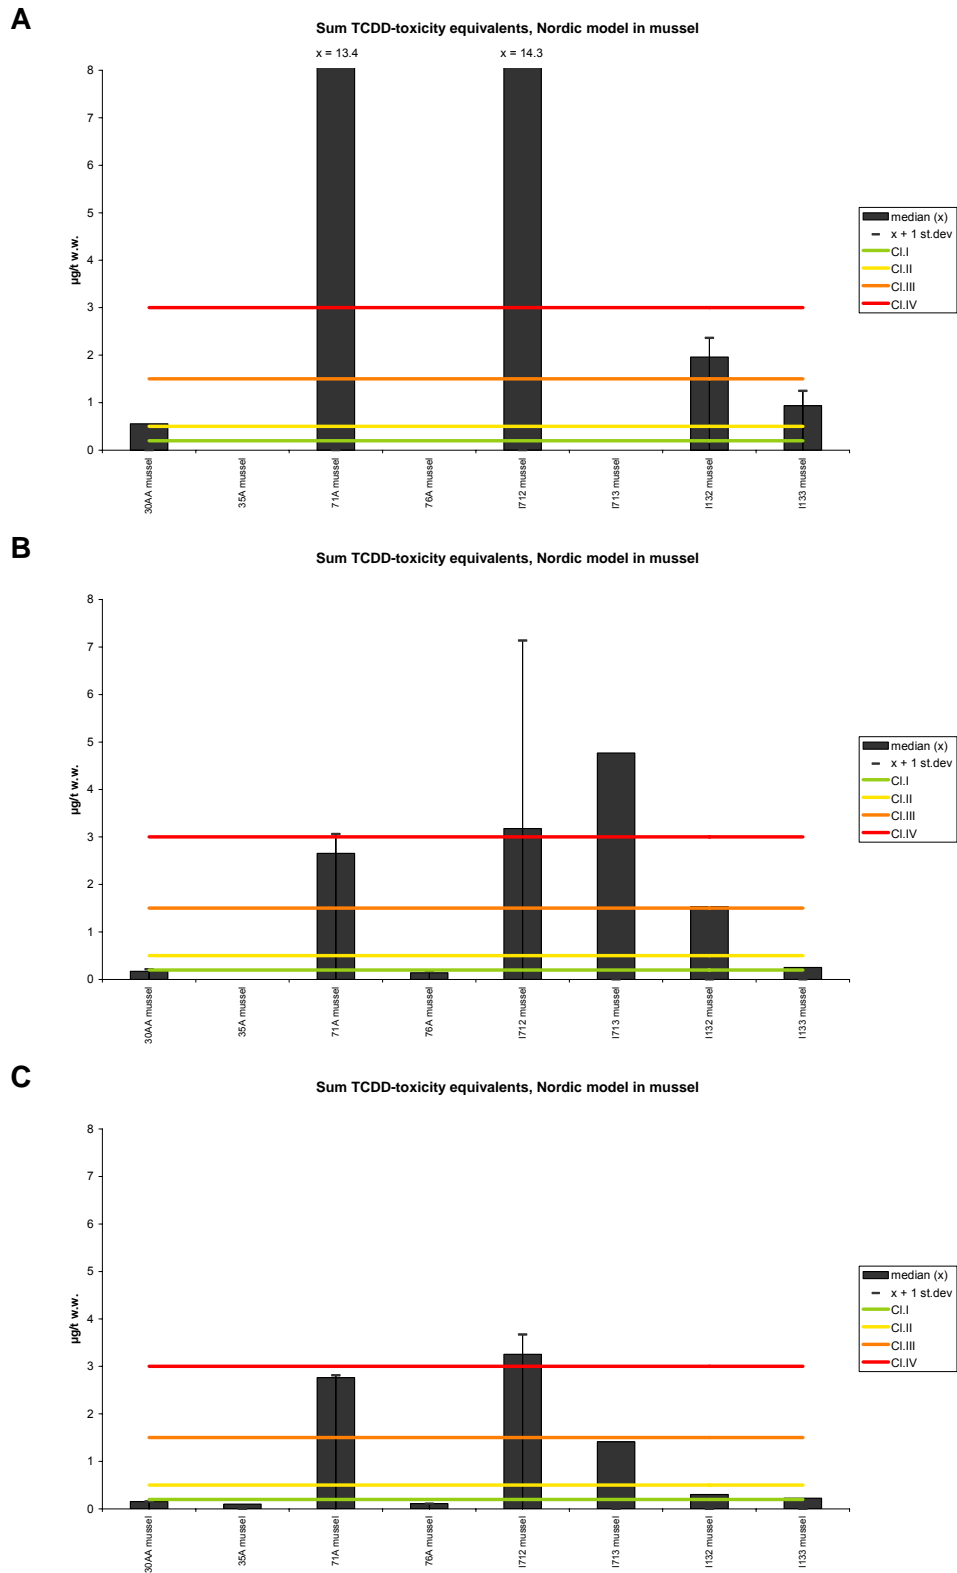 A
Sum TCDD-toxicity equivalents, Nordic model in mussel
x = 13.4
x = 14.3
8
7
6
5
4
3
2
1
0
µg/t w.w.
30AA mussel
35A mussel
71A mussel
76A mussel
I712 mussel
I713 mussel
I132 mussel
I133 mussel
median (x)
x + 1 st.dev
Cl.I
Cl.II
Cl.III
Cl.IV
B
Sum TCDD-toxicity equivalents, Nordic model in mussel
8
7
6
5
4
3
2
1
0
µg/t w.w.
30AA mussel
35A mussel
71A mussel
76A mussel
I712 mussel
I713 mussel
I132 mussel
I133 mussel
median (x)
x + 1 st.dev
Cl.I
Cl.II
Cl.III
Cl.IV
C
Sum TCDD-toxicity equivalents, Nordic model in mussel
8
7
6
5
4
3
2
1
0
µg/t w.w.
30AA mussel
35A mussel
71A mussel
76A mussel
I712 mussel
I713 mussel
I132 mussel
I133 mussel
median (x)
x + 1 st.dev
Cl.I
Cl.II
Cl.III
Cl.IV